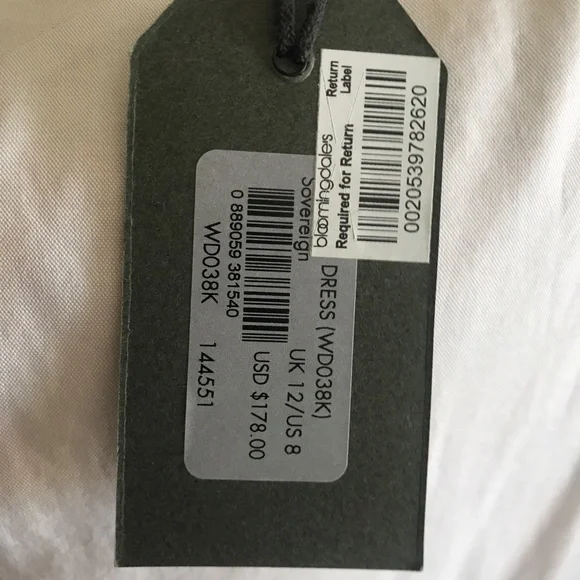 bloomingdales
Required for Return
Return
Label
0020539782620
DRESS (WD038K)
Sovereign
UK 12/US 8
0 889059 381540
USD $178.00
WD038K
144551